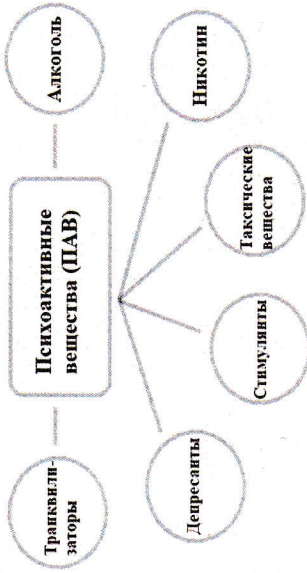 Психоактивные
вещества (ПАВ)
Транквили-
заторы
Алкоголь
Депресанты
Стимулянты
Таксические
вещества
Никотин